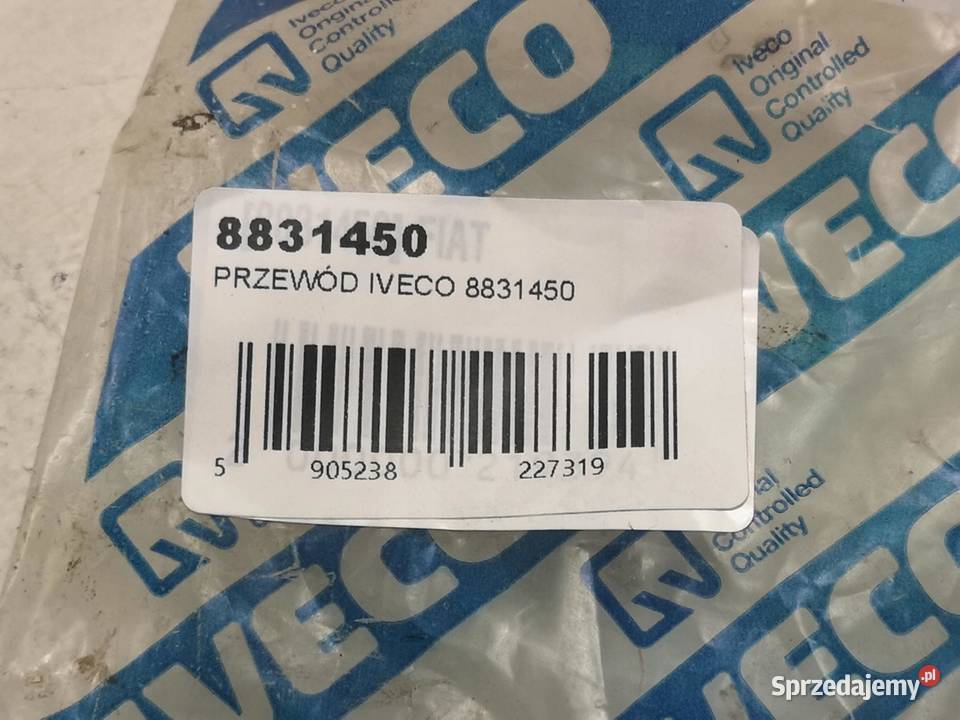 Iveco
Original
Controlled
Quality
IVECO
Iveco
Original
Controlled
Quality
IVECO
8831450
PRZEWÓD IVECO 8831450
5 905238 227319
Controlled
Quality
IVECO
IVECO
Sprzedajemy.pl